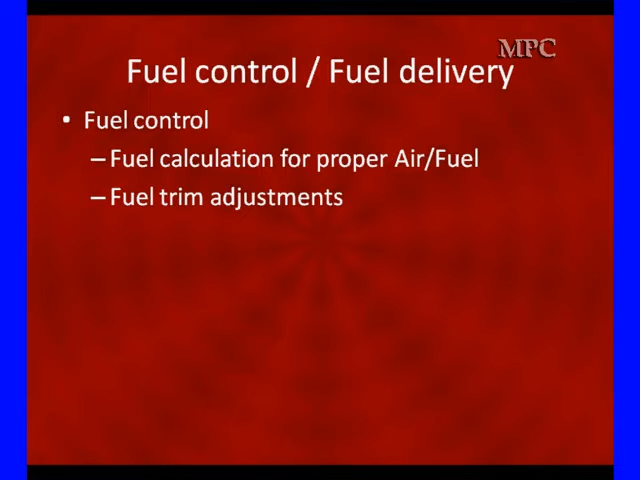 MPC
Fuel control / Fuel delivery
• Fuel control
– Fuel calculation for proper Air/Fuel
– Fuel trim adjustments